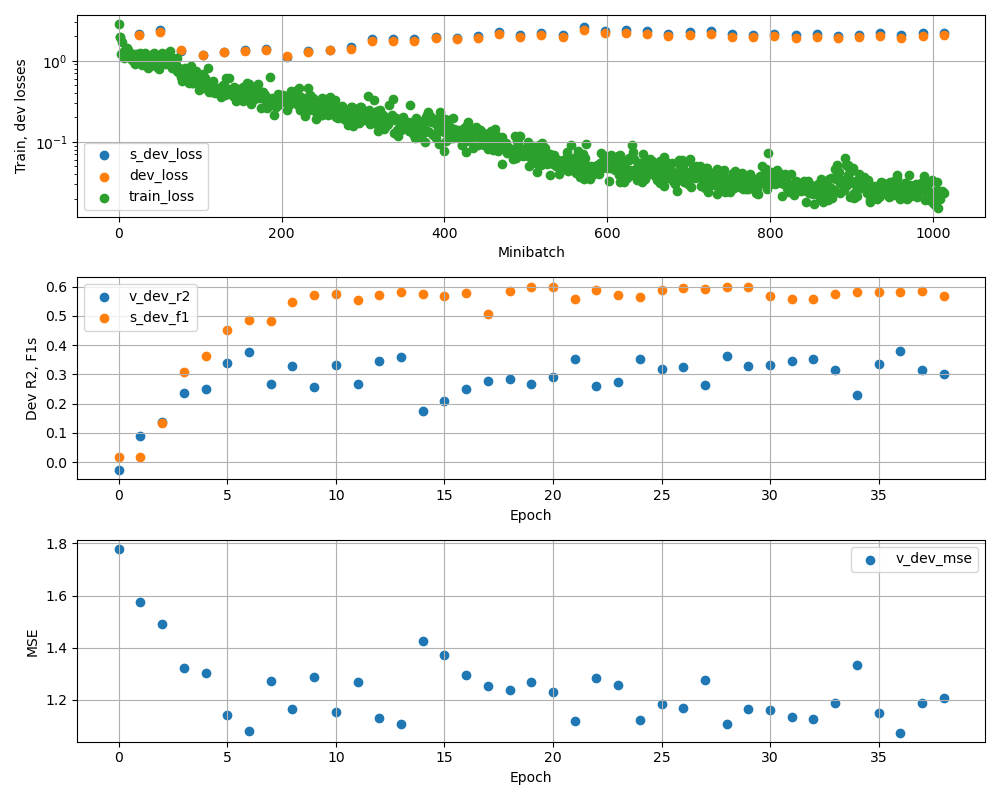 Train, dev losses
10⁰
10⁻¹
s_dev_loss
dev_loss
train_loss
0 200 400 600 800 1000
Minibatch
Dev R2, F1s
0.6
0.5
0.4
0.3
0.2
0.1
0.0
v_dev_r2
s_dev_f1
0 5 10 15 20 25 30 35
Epoch
MSE
1.8
1.6
1.4
1.2
v_dev_mse
0 5 10 15 20 25 30 35
Epoch